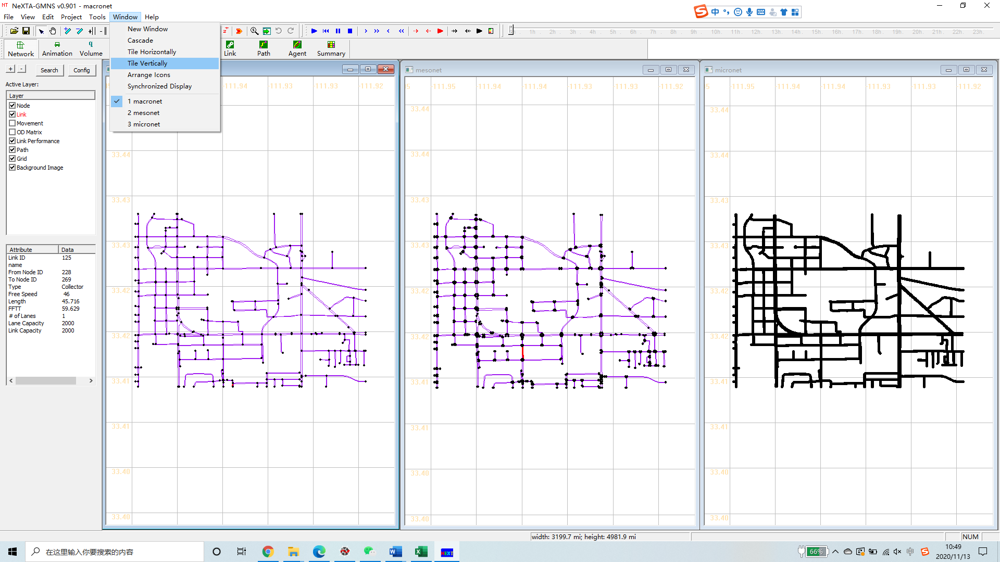 NeXTA-GMNS v0.901 - macronet
File View Edit Project Tools Window Help
New Window
Cascade
Tile Horizontally
Tile Vertically
Arrange Icons
Synchronized Display
1 macronet
2 mesonet
3 micronet
中
1h. 2h. 3h. 4h. 5h. 6h. 7h. 8h. 9h. 10h. 11h. 12h. 13h. 14h. 15h. 16h. 17h. 18h. 19h. 20h. 21h. 22h. 23h.
Network Animation Volume Link Path Agent Summary
+ - Search Config
Active Layer:
Layer
Node
Link
Movement
OD Matrix
Link Performance
Path
Grid
Background Image
Attribute Data
Link ID 125
name
From Node ID 228
To Node ID 269
Type Collector
Free Speed 46
Length 45.716
FFTT 59.629
# of Lanes 1
Lane Capacity 2000
Link Capacity 2000
-111.94 -111.93 -111.93 -111.92
33.44
33.43
33.43
33.42
33.42
33.41
33.41
33.40
33.40
mesonet
-111.95 -111.94 -111.94 -111.93 -111.93 -111.92
33.44
33.44
33.43
33.43
33.42
33.42
33.41
33.41
33.40
33.40
micronet
-111.95 -111.94 -111.94 -111.93 -111.93 -111.92
33.44
33.44
33.43
33.43
33.42
33.42
33.41
33.41
33.40
33.40
width: 3199.7 mi; height: 4981.9 mi
NUM
在这里输入你要搜索的内容
NEXT
66%
中
10:49
2020/11/13